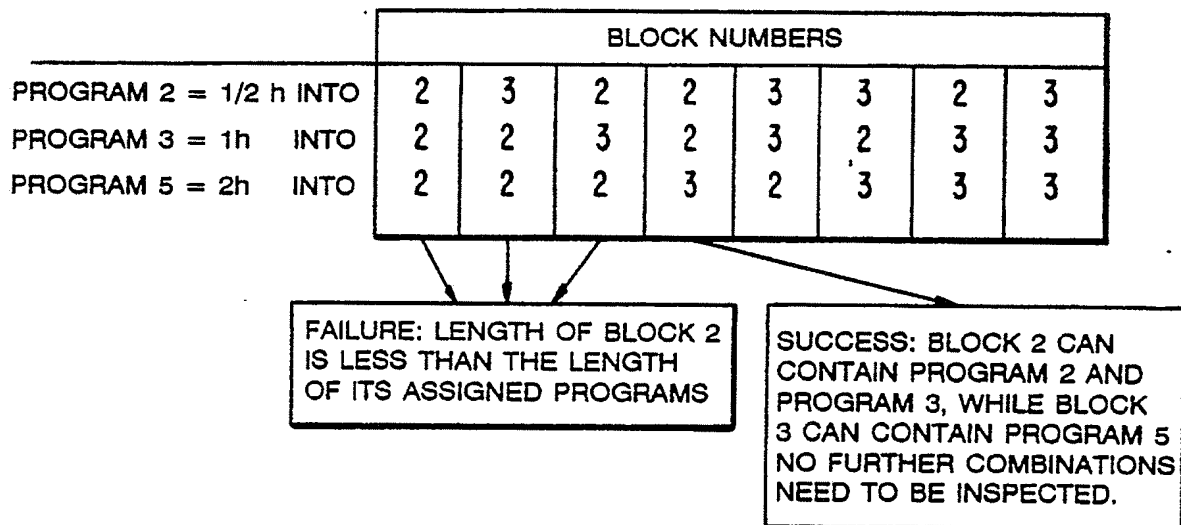 BLOCK NUMBERS
PROGRAM 2 = 1/2 h INTO 2 3 2 2 3 3 2 3
PROGRAM 3 = 1h INTO 2 2 3 2 3 2 3 3
PROGRAM 5 = 2h INTO 2 2 2 3 2 3 3 3
FAILURE: LENGTH OF BLOCK 2
IS LESS THAN THE LENGTH
OF ITS ASSIGNED PROGRAMS
SUCCESS: BLOCK 2 CAN
CONTAIN PROGRAM 2 AND
PROGRAM 3, WHILE BLOCK
3 CAN CONTAIN PROGRAM 5
NO FURTHER COMBINATIONS
NEED TO BE INSPECTED.